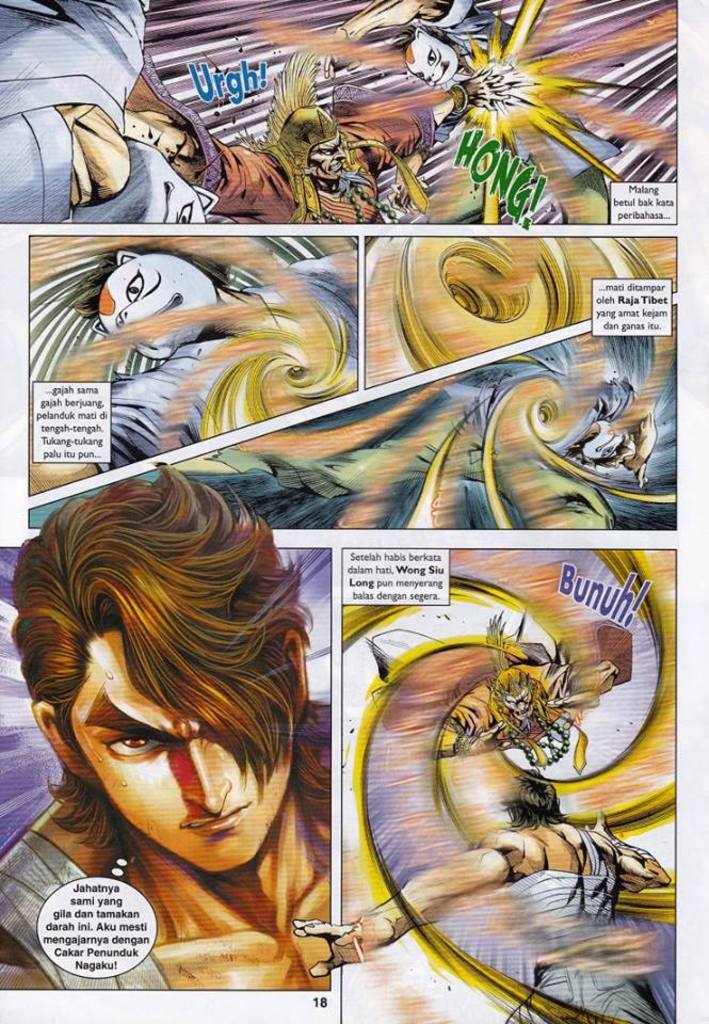 Urgh!
HONG!
Malang
betul bak kata
peribahasa...
...gajah sama
gajah berjuang,
pelanduk mati di
tengah-tengah.
Tukang-tukang
palu itu pun...
...mati ditampar
oleh Raja Tibet
yang amat kejam
dan ganas itu.
Jahatnya
sami yang
gila dan tamakan
darah ini. Aku mesti
mengajarnya dengan
Cakar Penunduk
Nagaku!
Setelah habis berkata
dalam hati, Wong Siu
Long pun menyerang
balas dengan segera.
Bunuh!
18